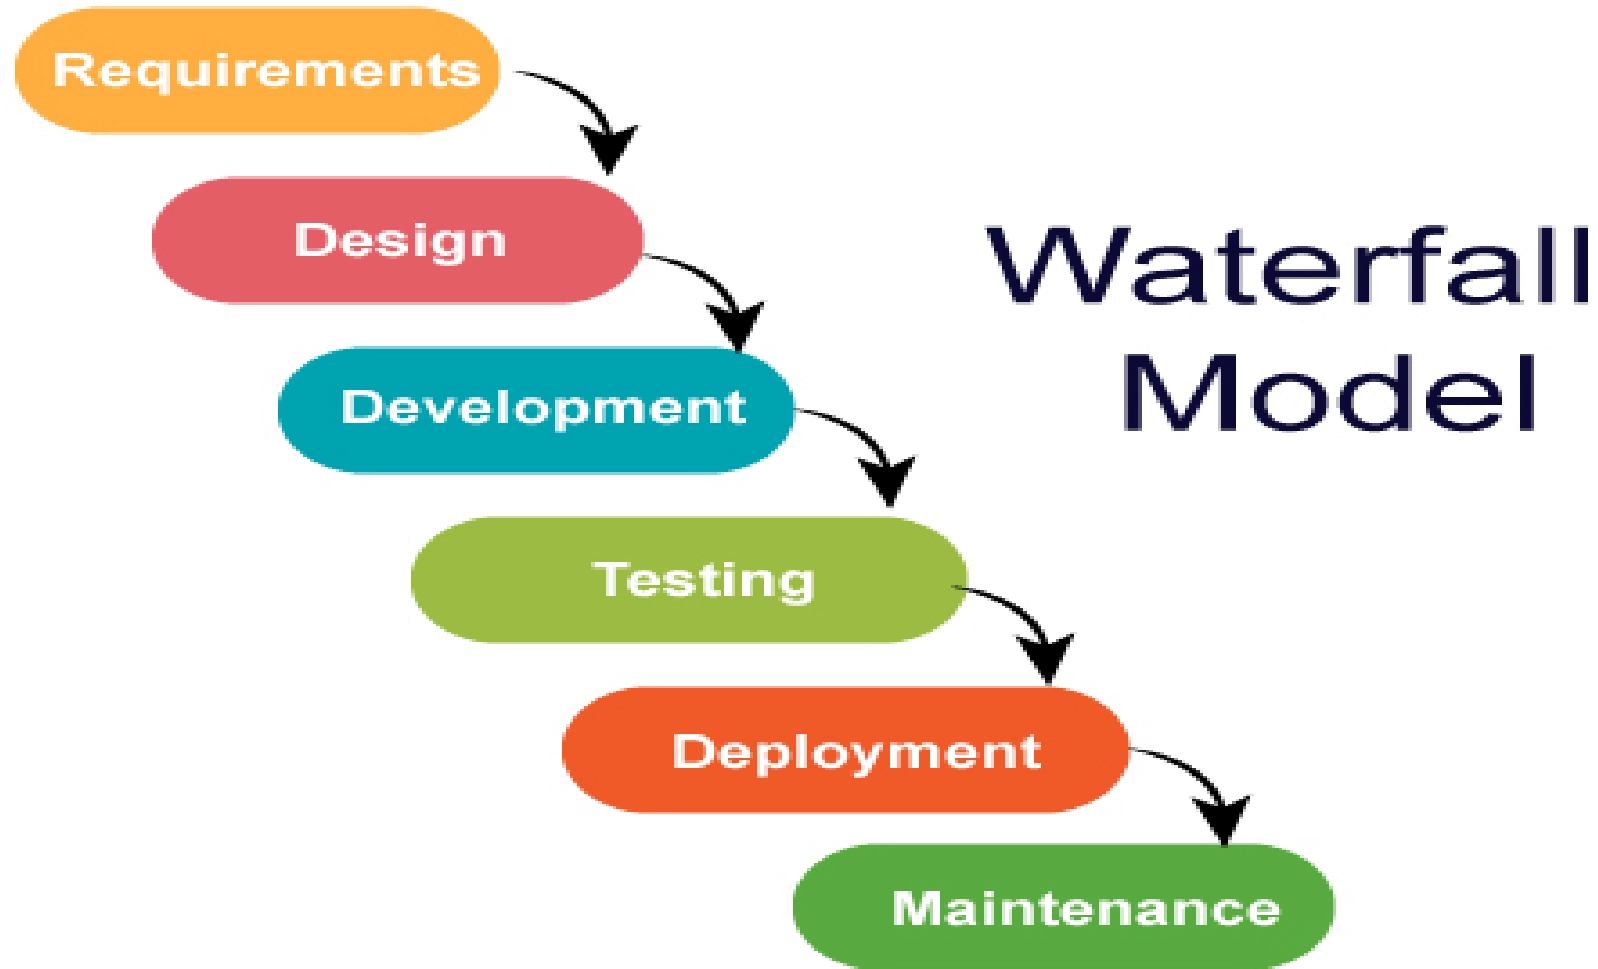 Requirements
Design
Waterfall
Model
Development
Testing
Deployment
Maintenance